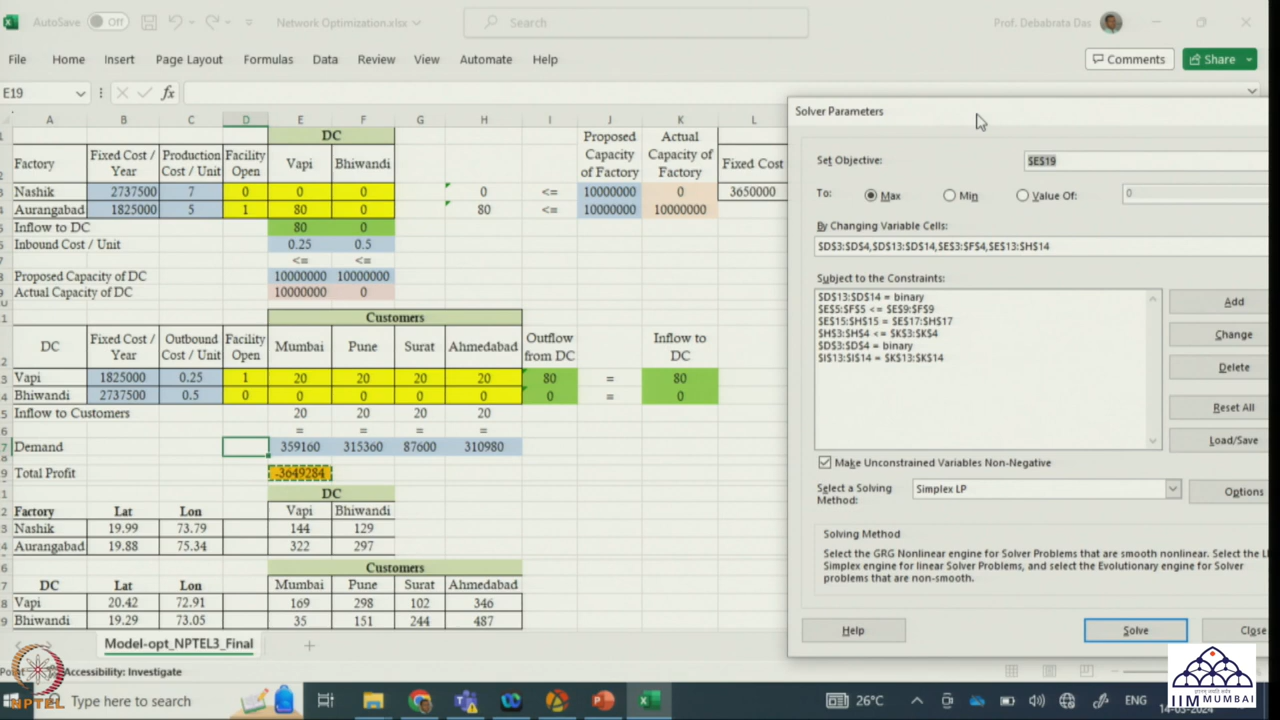 AutoSave Off Network Optimization.xlsx Search Prof. Debabrata Das
File Home Insert Page Layout Formulas Data Review View Automate Help Comments Share
E19 fx
A B C D E F G H I J K L
DC Proposed Capacity of Factory Actual Capacity of Factory
Factory Fixed Cost / Year Production Cost / Unit Facility Open Vapi Bhiwandi Fixed Cost
Nashik 2737500 7 0 0 0 0 <= 10000000 0 3650000
Aurangabad 1825000 5 1 80 0 80 <= 10000000 10000000
Inflow to DC 80 0
Inbound Cost / Unit 0.25 0.5
<= <=
Proposed Capacity of DC 10000000 10000000
Actual Capacity of DC 10000000 0
Customers
DC Fixed Cost / Year Outbound Cost / Unit Facility Open Mumbai Pune Surat Ahmedabad Outflow from DC Inflow to DC
Vapi 1825000 0.25 1 20 20 20 20 80 = 80
Bhiwandi 2737500 0.5 0 0 0 0 0 0 = 0
Inflow to Customers 20 20 20 20
= = = =
Demand 359160 315360 87600 310980
Total Profit -3649284
DC
Factory Lat Lon Vapi Bhiwandi
Nashik 19.99 73.79 144 129
Aurangabad 19.88 75.34 322 297
Customers
DC Lat Lon Mumbai Pune Surat Ahmedabad
Vapi 20.42 72.91 169 298 102 346
Bhiwandi 19.29 73.05 35 151 244 487
Model-opt_NPTEL3_Final
Accessibility: Investigate
Solver Parameters
Set Objective: $E$19
To: Max Min Value Of: 0
By Changing Variable Cells:
$D$3:$D$4,$D$13:$D$14,$E$3:$F$4,$E$13:$H$14
Subject to the Constraints:
$D$13:$D$14 = binary
$E$5:$F$5 <= $E$9:$F$9
$E$15:$H$15 = $E$17:$H$17
$H$3:$H$4 <= $K$3:$K$4
$D$3:$D$4 = binary
$I$13:$I$14 = $K$13:$K$14
Add
Change
Delete
Reset All
Load/Save
Make Unconstrained Variables Non-Negative
Select a Solving Method: Simplex LP Options
Solving Method
Select the GRG Nonlinear engine for Solver Problems that are smooth nonlinear. Select the
Simplex engine for linear Solver Problems, and select the Evolutionary engine for Solver
problems that are non-smooth.
Help Solve Close
Type here to search 26°C ENG
NPTEL
IIM MUMBAI